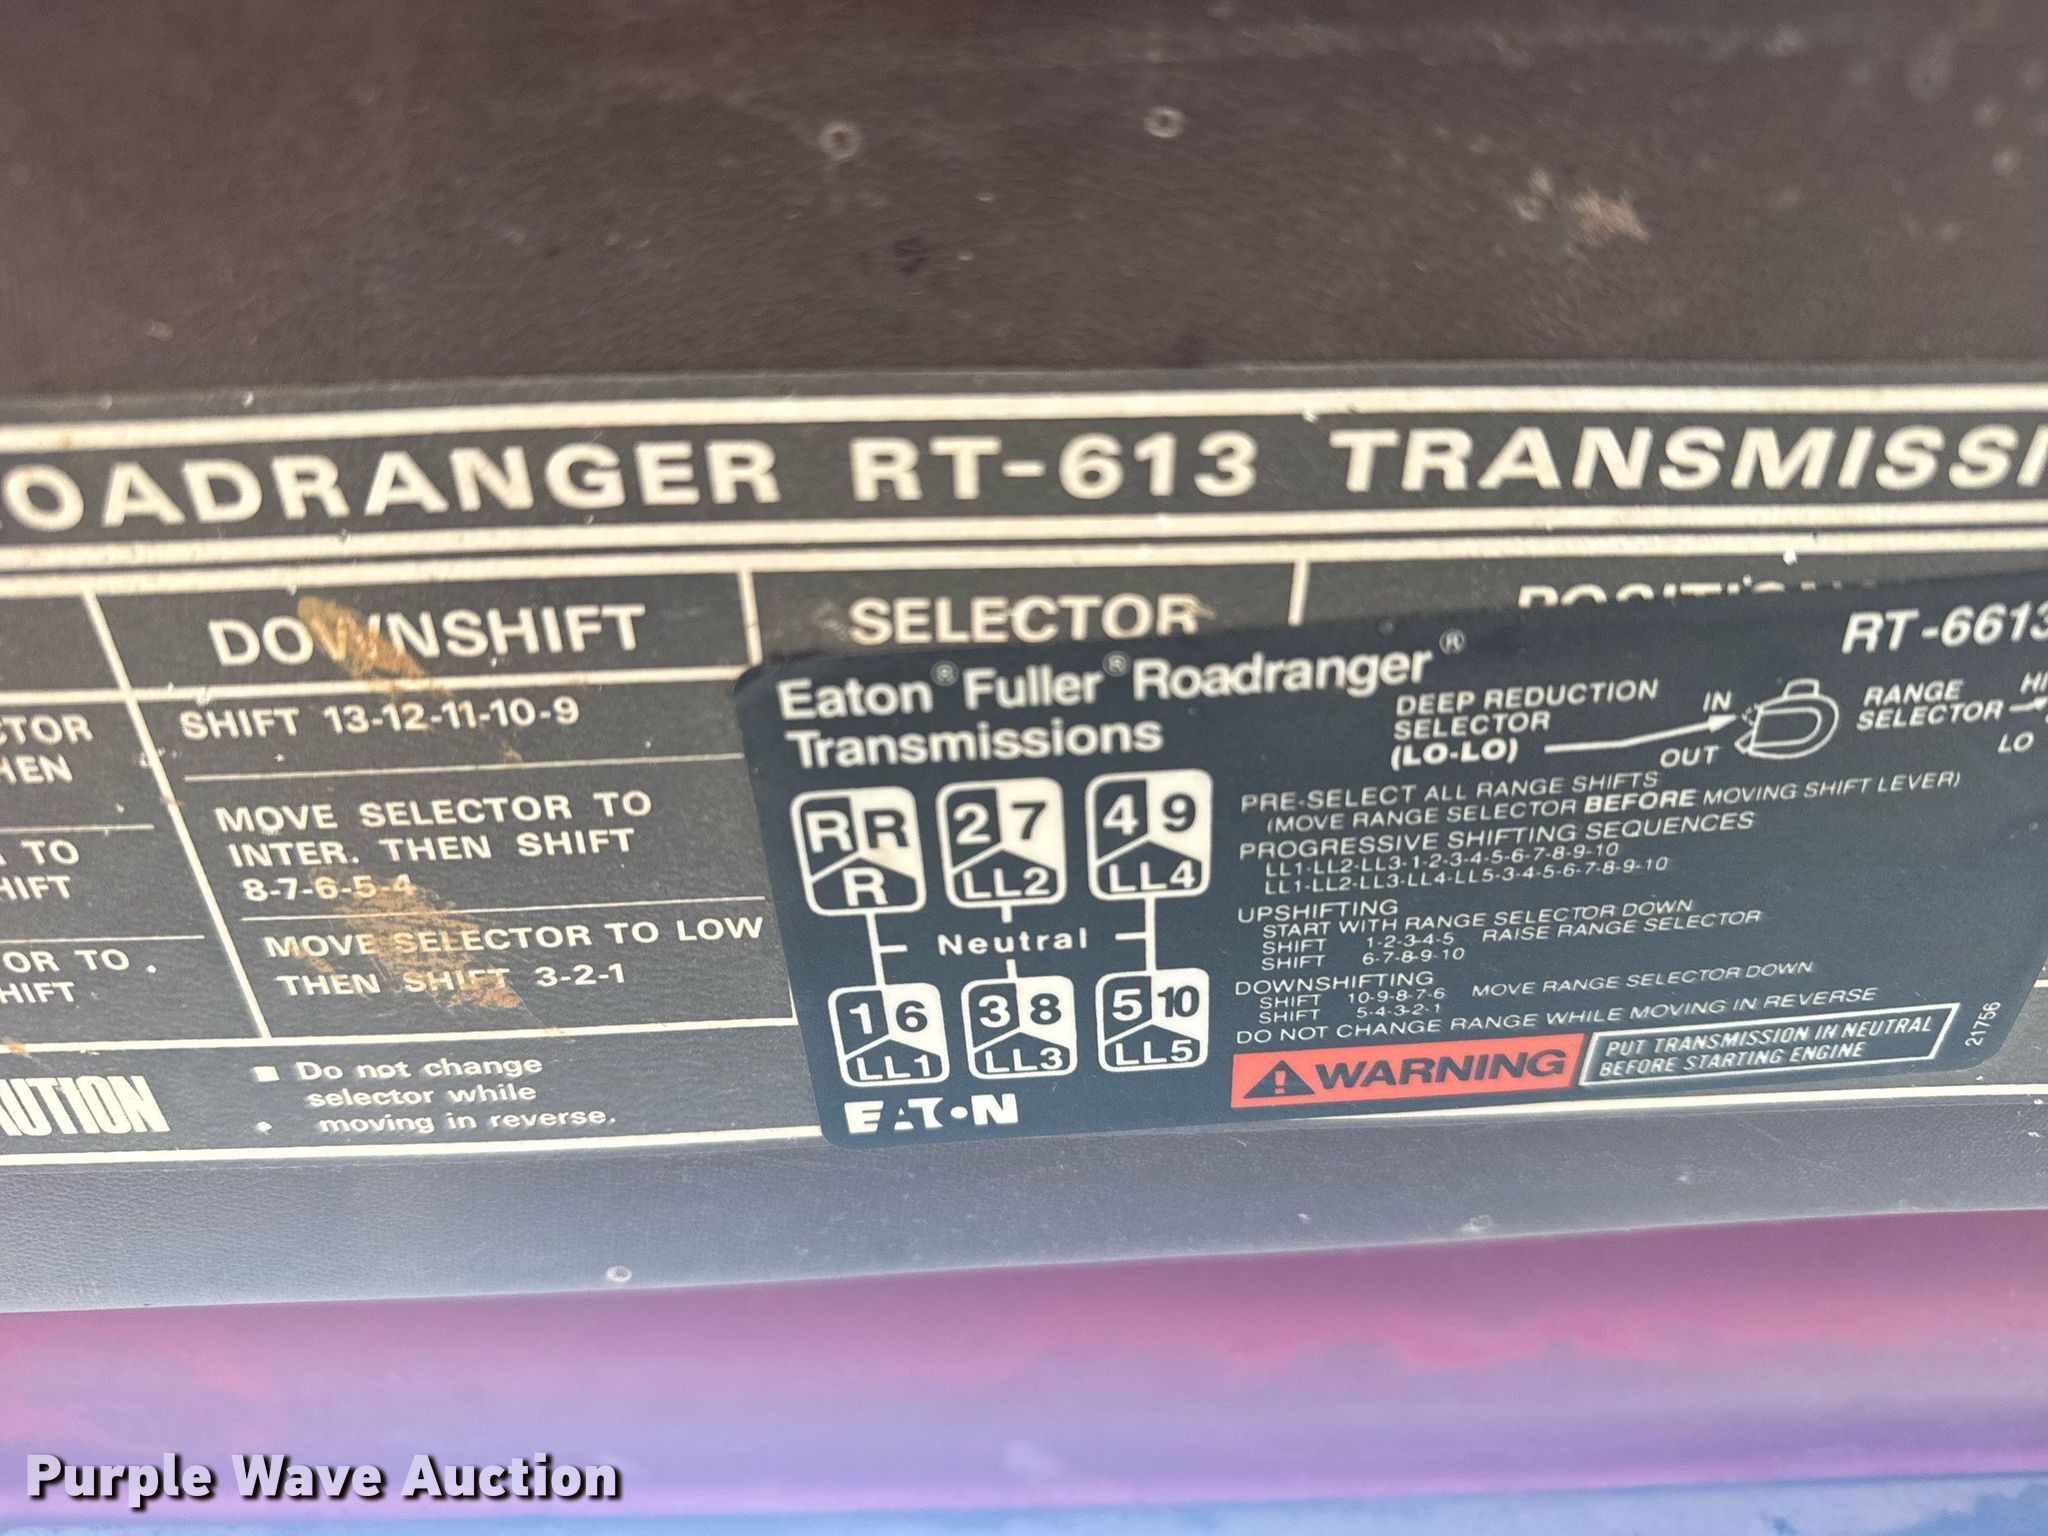 OADRANGER RT-613 TRANSMISSI
DOWNSHIFT
SELECTOR
CTOR
HEN
SHIFT 13-12-11-10-9
TO
HIFT
MOVE SELECTOR TO
INTER. THEN SHIFT
8-7-6-5-4
OR TO
HIFT
MOVE SELECTOR TO LOW
THEN SHIFT 3-2-1
UTION
■ Do not change
selector while
moving in reverse.
Eaton® Fuller® Roadranger®
Transmissions
RT-6613
DEEP REDUCTION
SELECTOR
(LO-LO)
IN
OUT
RANGE
SELECTOR
HI
LO
R R R
2 7 LL2
4 9 LL4
Neutral
1 6 LL1
3 8 LL3
5 10 LL5
PRE-SELECT ALL RANGE SHIFTS
(MOVE RANGE SELECTOR BEFORE MOVING SHIFT LEVER)
PROGRESSIVE SHIFTING SEQUENCES
LL1-LL2-LL3-1-2-3-4-5-6-7-8-9-10
LL1-LL2-LL3-LL4-LL5-3-4-5-6-7-8-9-10
UPSHIFTING
START WITH RANGE SELECTOR DOWN
SHIFT 1-2-3-4-5 RAISE RANGE SELECTOR
SHIFT 6-7-8-9-10
DOWNSHIFTING
SHIFT 10-9-8-7-6 MOVE RANGE SELECTOR DOWN
SHIFT 5-4-3-2-1
DO NOT CHANGE RANGE WHILE MOVING IN REVERSE
WARNING
PUT TRANSMISSION IN NEUTRAL
BEFORE STARTING ENGINE
21756
EATON
Purple Wave Auction